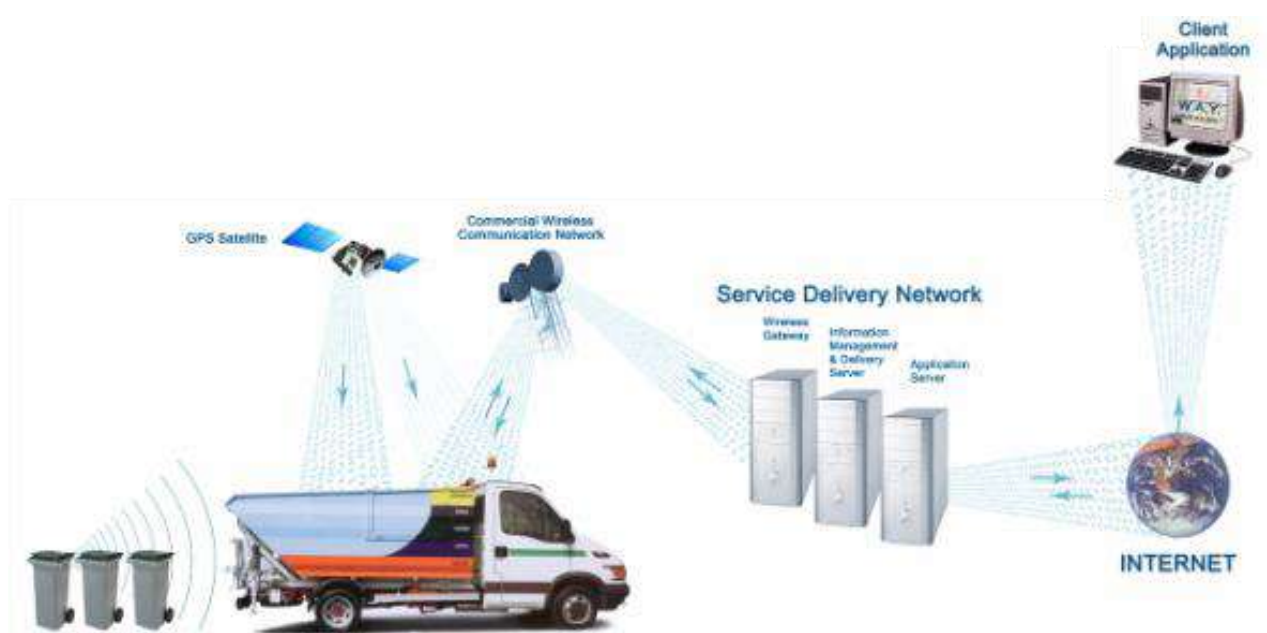 Client
Application
W.A.Y.
GPS Satellite
Commercial Wireless
Communication Network
Service Delivery Network
Wireless
Gateway
Information
Management
& Delivery
Server
Application
Server
INTERNET